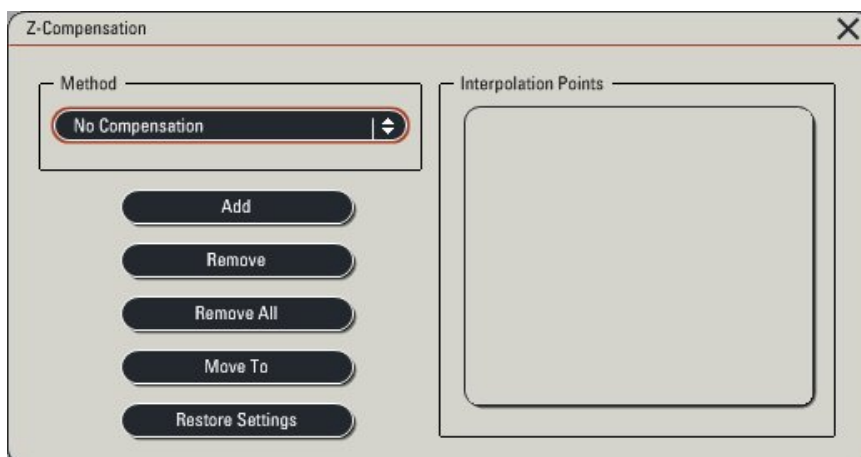 Z-Compensation
Method
No Compensation
Add
Remove
Remove All
Move To
Restore Settings
Interpolation Points